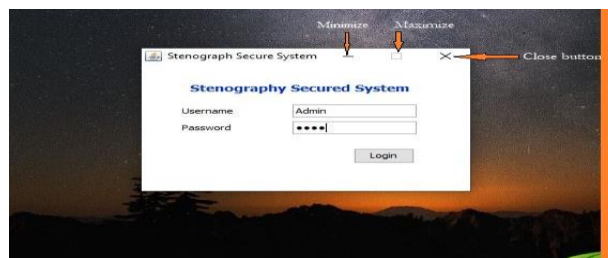 Minimize Maximize
Stenograph Secure System
Close button
Stenography Secured System
Username Admin
Password
Login